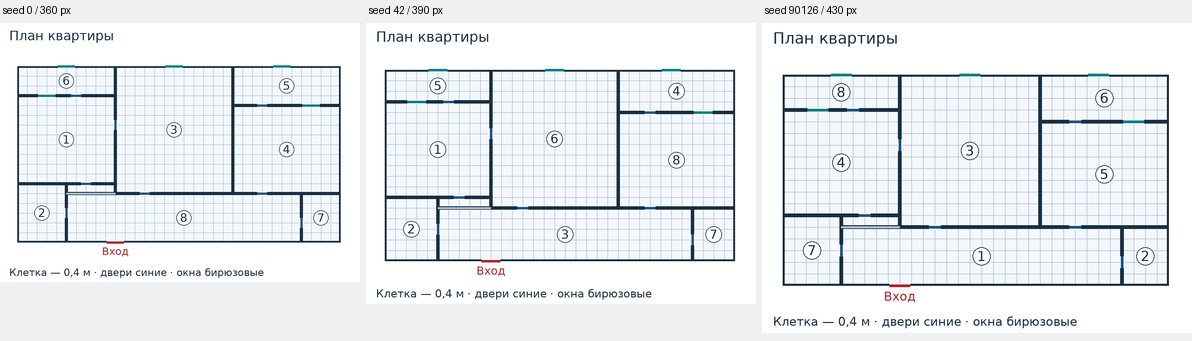 seed 0 / 360 px
План квартиры
6
5
1
3
4
2
8
7
Вход
Клетка — 0,4 м · двери синие · окна бирюзовые
seed 42 / 390 px
План квартиры
5
4
1
6
8
2
3
7
Вход
Клетка — 0,4 м · двери синие · окна бирюзовые
seed 90126 / 430 px
План квартиры
8
6
4
3
5
7
1
2
Вход
Клетка — 0,4 м · двери синие · окна бирюзовые